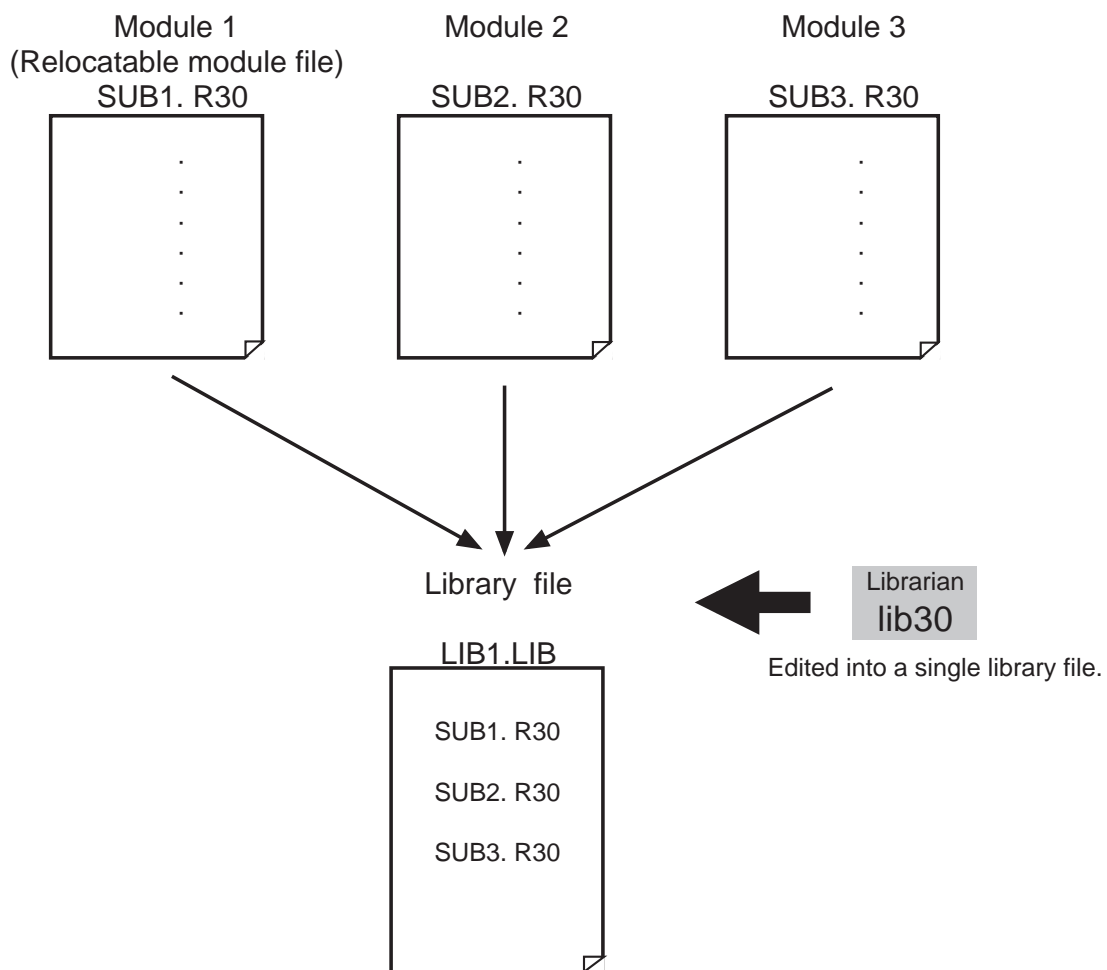 Module 1
(Relocatable module file)
SUB1. R30
Module 2
SUB2. R30
Module 3
SUB3. R30
Library file
Librarian
lib30
Edited into a single library file.
LIB1.LIB
SUB1. R30
SUB2. R30
SUB3. R30